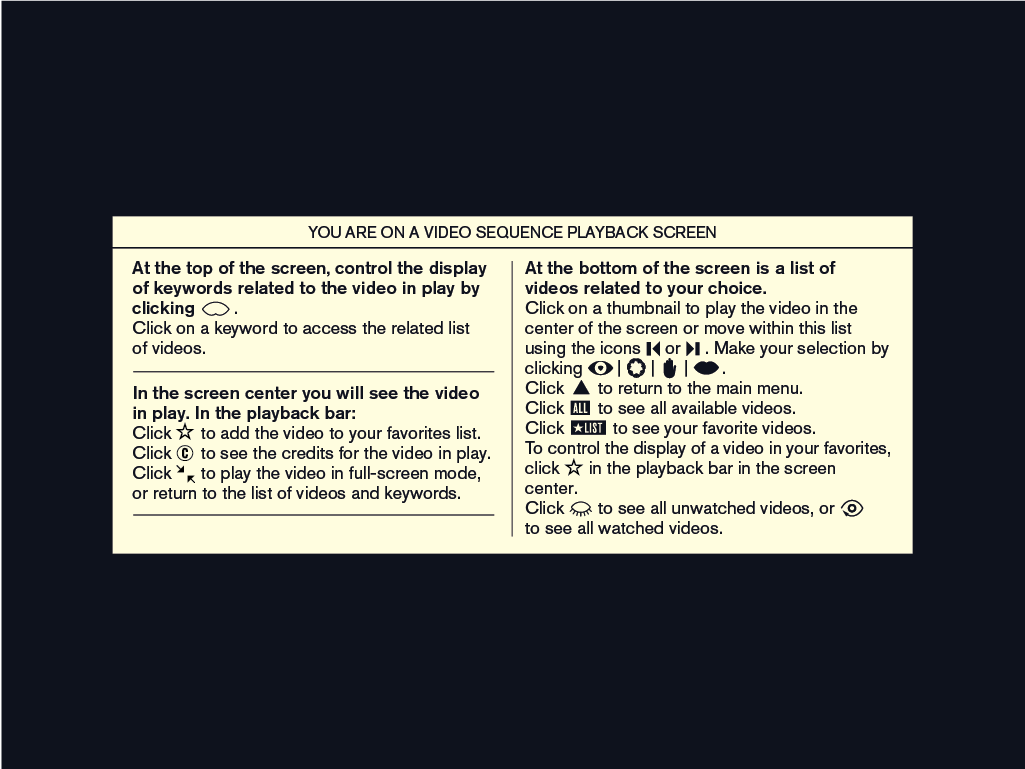 YOU ARE ON A VIDEO SEQUENCE PLAYBACK SCREEN
At the top of the screen, control the display
of keywords related to the video in play by
clicking .
Click on a keyword to access the related list
of videos.
In the screen center you will see the video
in play. In the playback bar:
Click ☆ to add the video to your favorites list.
Click © to see the credits for the video in play.
Click to play the video in full-screen mode,
or return to the list of videos and keywords.
At the bottom of the screen is a list of
videos related to your choice.
Click on a thumbnail to play the video in the
center of the screen or move within this list
using the icons or . Make your selection by
clicking | | | .
Click ▲ to return to the main menu.
Click ALL to see all available videos.
Click ★LIST to see your favorite videos.
To control the display of a video in your favorites,
click ☆ in the playback bar in the screen
center.
Click to see all unwatched videos, or
to see all watched videos.